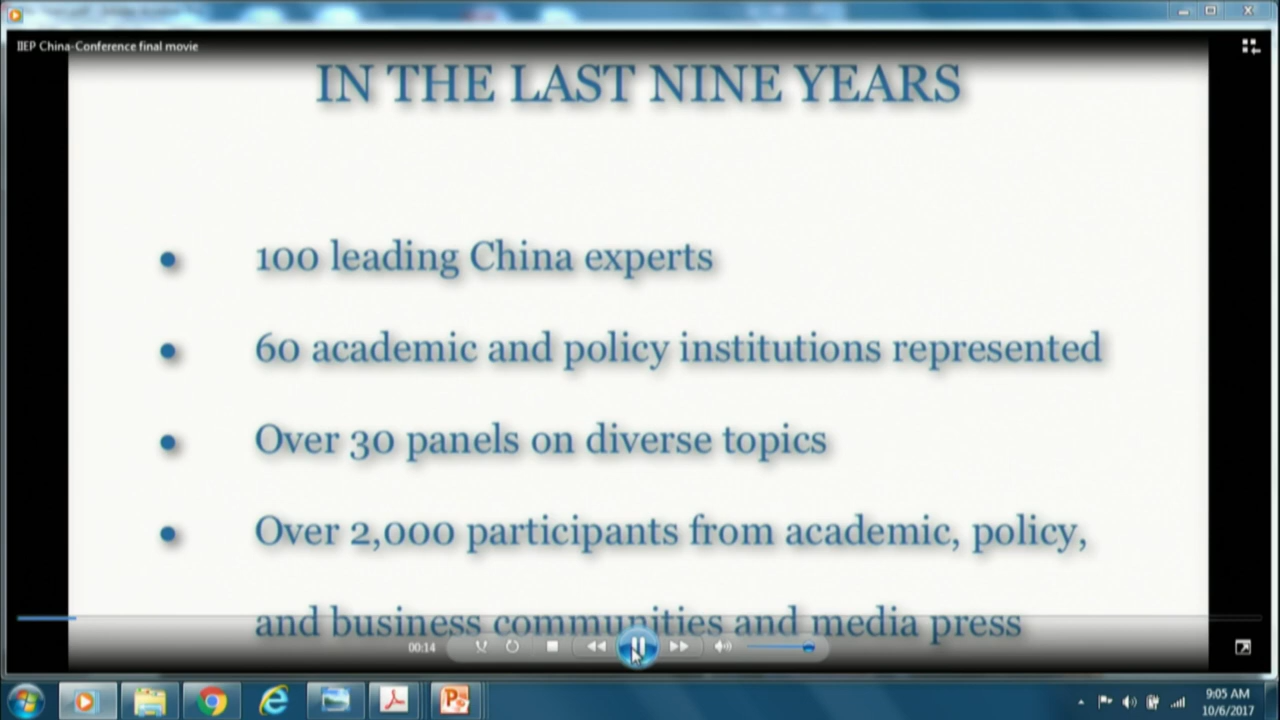 IIEP China-Conference final movie
IN THE LAST NINE YEARS
• 100 leading China experts
• 60 academic and policy institutions represented
• Over 30 panels on diverse topics
• Over 2,000 participants from academic, policy,
and business communities and media press
00:14
9:05 AM
10/6/2017